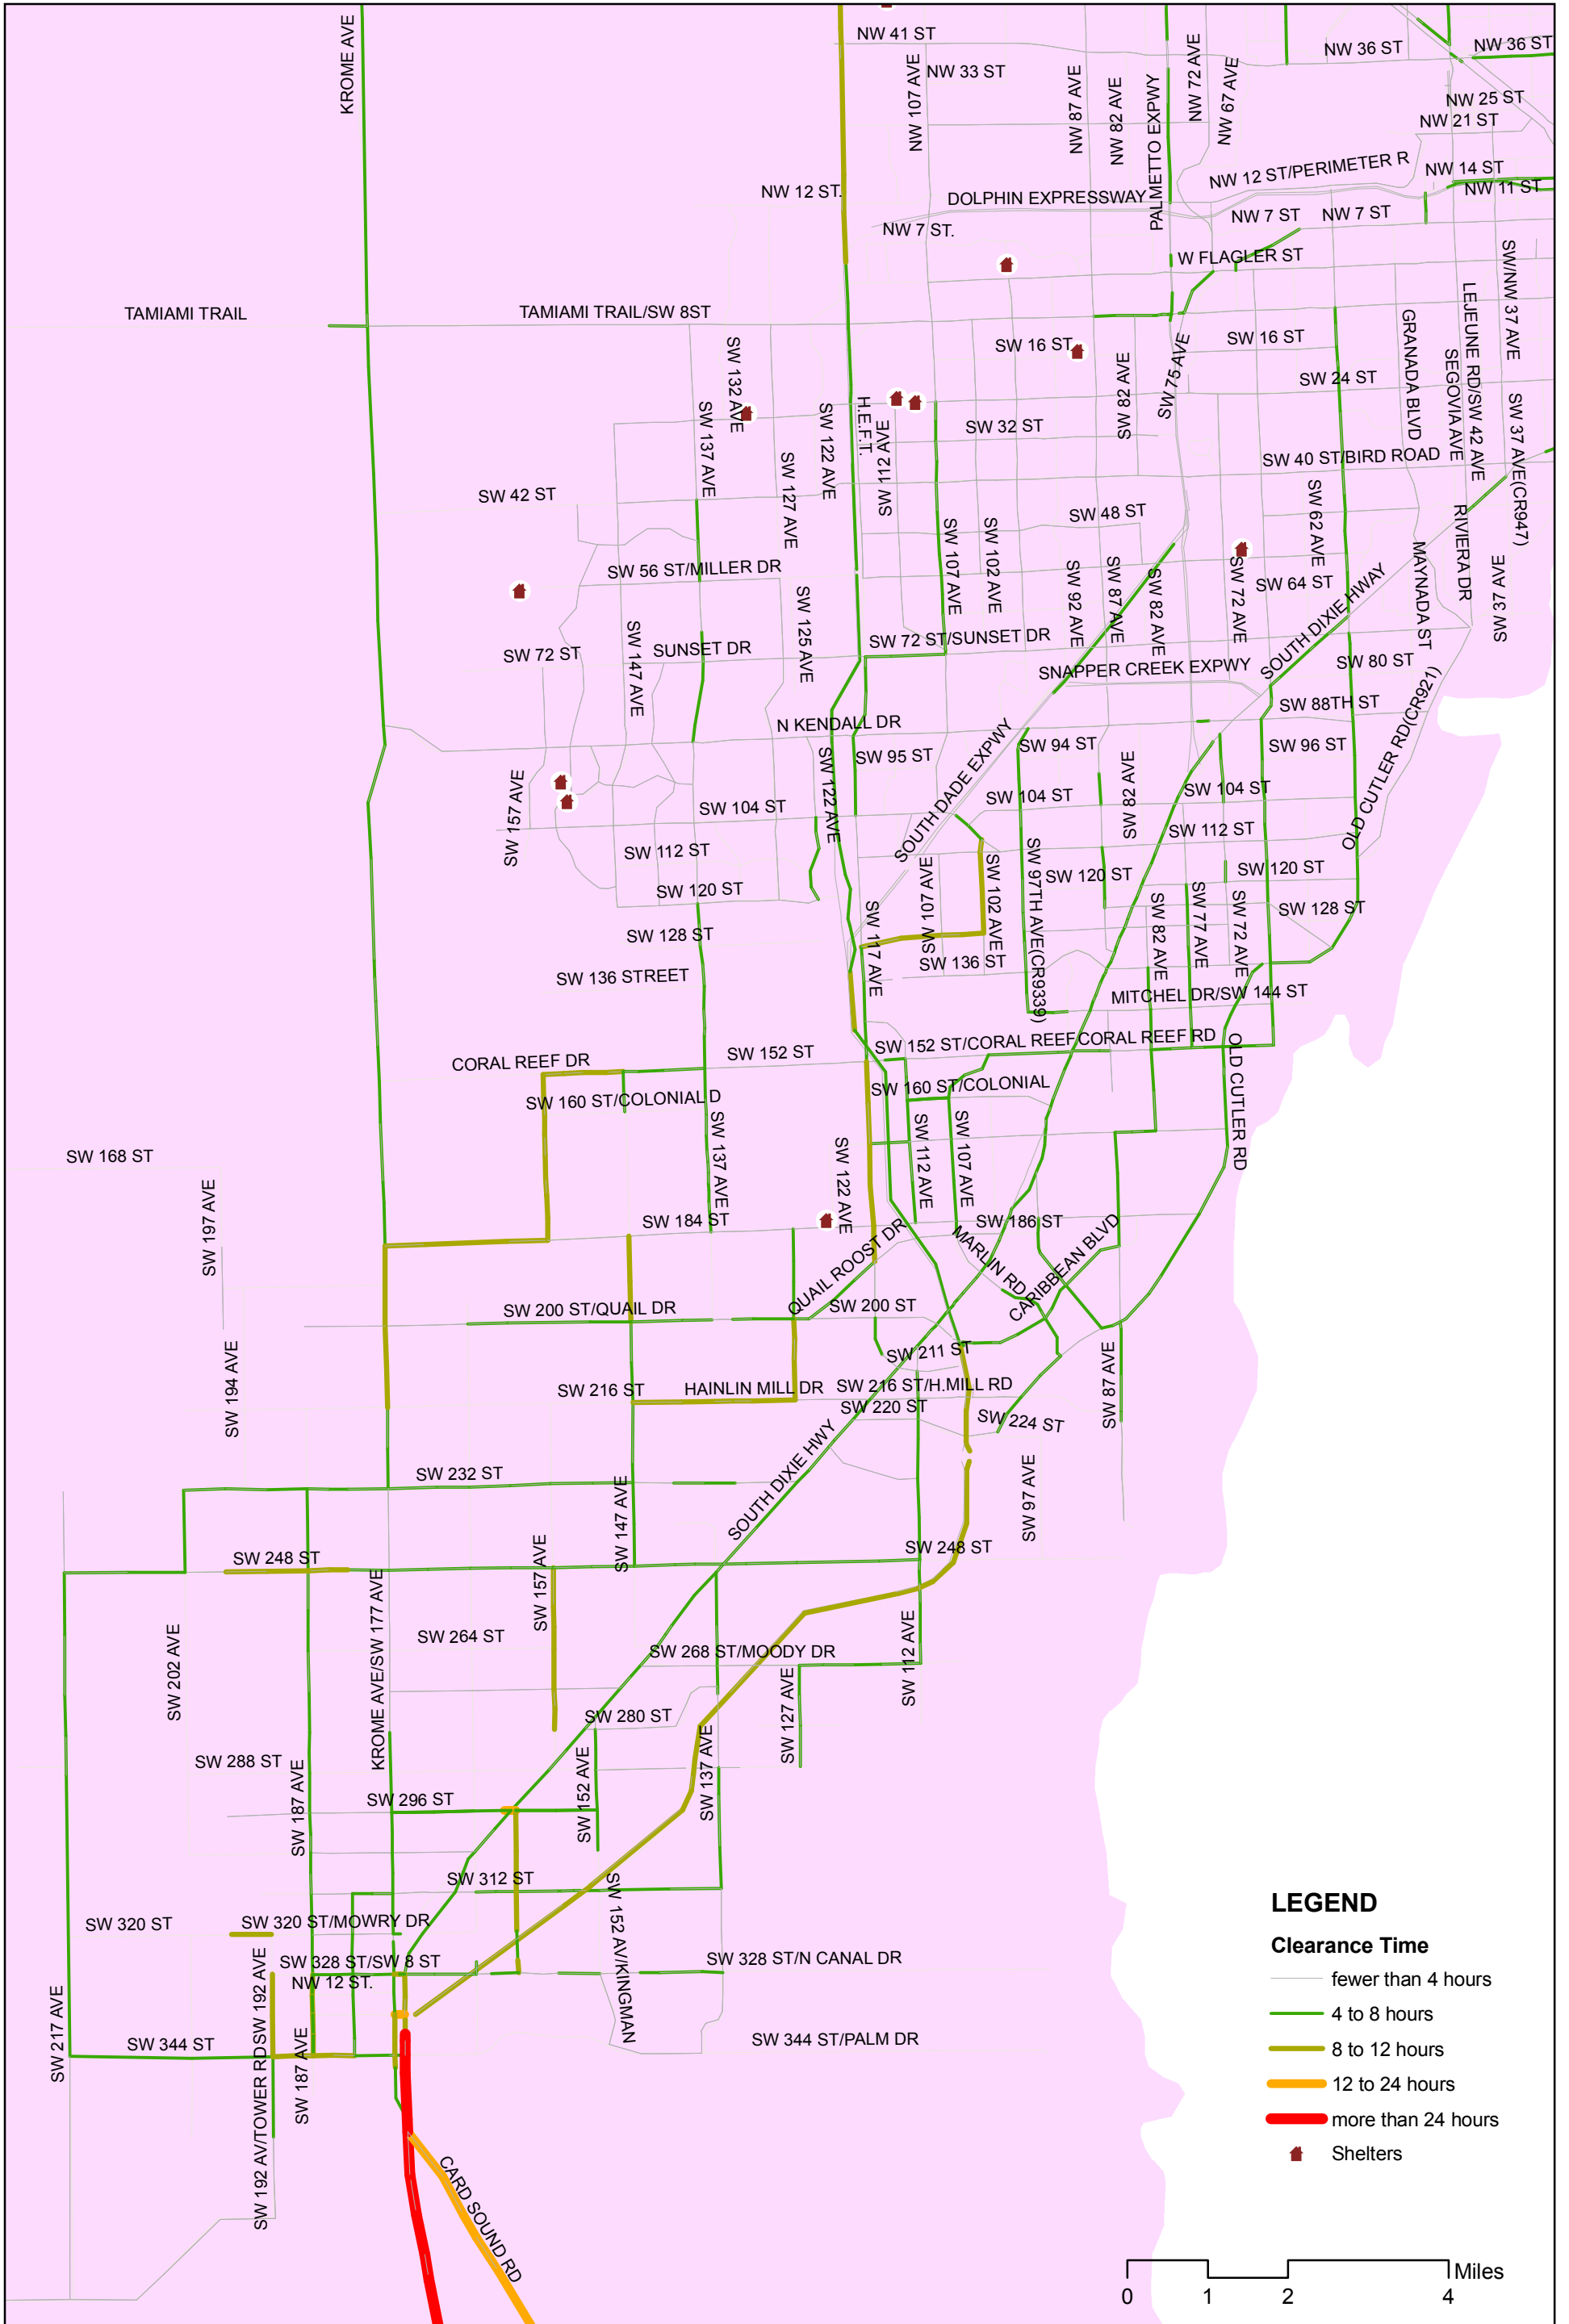 KROME AVE
NW 41 ST
NW 36 ST
NW 36 ST
NW 33 ST
NW 107 AVE
NW 87 AVE
NW 82 AVE
PALMETTO EXPWY
NW 72 AVE
NW 67 AVE
NW 25 ST
NW 21 ST
NW 12 ST.
NW 12 ST/PERIMETER R
NW 14 ST
NW 11 ST
DOLPHIN EXPRESSWAY
NW 7 ST.
NW 7 ST
NW 7 ST
W FLAGLER ST
SW/NW 37 AVE
TAMIAMI TRAIL
TAMIAMI TRAIL/SW 8ST
SW 132 AVE
SW 16 ST
SW 16 ST
SW 82 AVE
SW 75 AVE
GRANADA BLVD
SEGOVIA AVE
LEJEUNE RD/SW 42 AVE
SW 24 ST
SW 137 AVE
SW 122 AVE
H.E.F.T.
SW 112 AVE
SW 32 ST
SW 37 AVE(CR947)
SW 40 ST/BIRD ROAD
SW 127 AVE
SW 42 ST
SW 48 ST
SW 62 AVE
RIVIERA DR
SW 107 AVE
SW 102 AVE
SW 92 AVE
SW 87 AVE
SW 82 AVE
SW 72 AVE
SW 56 ST/MILLER DR
SW 64 ST
MAYNADA ST
SW 37 AVE
SOUTH DIXIE HWAY
SW 125 AVE
SW 147 AVE
SW 72 ST/SUNSET DR
SW 72 ST
SUNSET DR
SW 80 ST
SNAPPER CREEK EXPWY
SW 88TH ST
N KENDALL DR
OLD CUTLER RD(CR921)
SW 94 ST
SW 96 ST
SW 95 ST
SW 122 AVE
SOUTH DADE EXPWY
SW 82 AVE
SW 157 AVE
SW 104 ST
SW 104 ST
SW 104 ST
SW 112 ST
SW 112 ST
SW 120 ST
SW 120 ST
SW 120 ST
SW 107 AVE
SW 102 AVE
SW 97TH AVE(CR9339)
SW 117 AVE
SW 82 AVE
SW 77 AVE
SW 72 AVE
SW 128 ST
SW 128 ST
SW 136 ST
SW 136 STREET
MITCHEL DR/SW 144 ST
SW 152 ST/CORAL REEF
CORAL REEF RD
SW 152 ST
CORAL REEF DR
OLD CUTLER RD
SW 160 ST/COLONIAL
SW 160 ST/COLONIAL D
SW 137 AVE
SW 112 AVE
SW 107 AVE
SW 122 AVE
SW 168 ST
SW 197 AVE
SW 184 ST
SW 186 ST
QUAIL ROOST DR
MARLIN RD
CARIBBEAN BLVD
SW 200 ST/QUAIL DR
SW 200 ST
SW 194 AVE
SW 211 ST
SW 87 AVE
SW 216 ST
HAINLIN MILL DR
SW 216 ST/H.MILL RD
SW 220 ST
SW 224 ST
SOUTH DIXIE HWY
SW 97 AVE
SW 232 ST
SW 147 AVE
SW 248 ST
SW 248 ST
SW 157 AVE
KROME AVE/SW 177 AVE
SW 202 AVE
SW 264 ST
SW 268 ST/MOODY DR
SW 112 AVE
SW 127 AVE
SW 280 ST
SW 137 AVE
SW 152 AVE
SW 288 ST
SW 187 AVE
SW 296 ST
SW 312 ST
SW 152 AV/KINGMAN
SW 320 ST
SW 320 ST/MOWRY DR
SW 328 ST/SW 8 ST
SW 328 ST/N CANAL DR
NW 12 ST.
SW 192 AVE
SW 217 AVE
SW 187 AVE
SW 344 ST
SW 344 ST/PALM DR
SW 192 AV/TOWER RD
CARD SOUND RD
LEGEND
Clearance Time
fewer than 4 hours
4 to 8 hours
8 to 12 hours
12 to 24 hours
more than 24 hours
Shelters
Miles
0 1 2 4